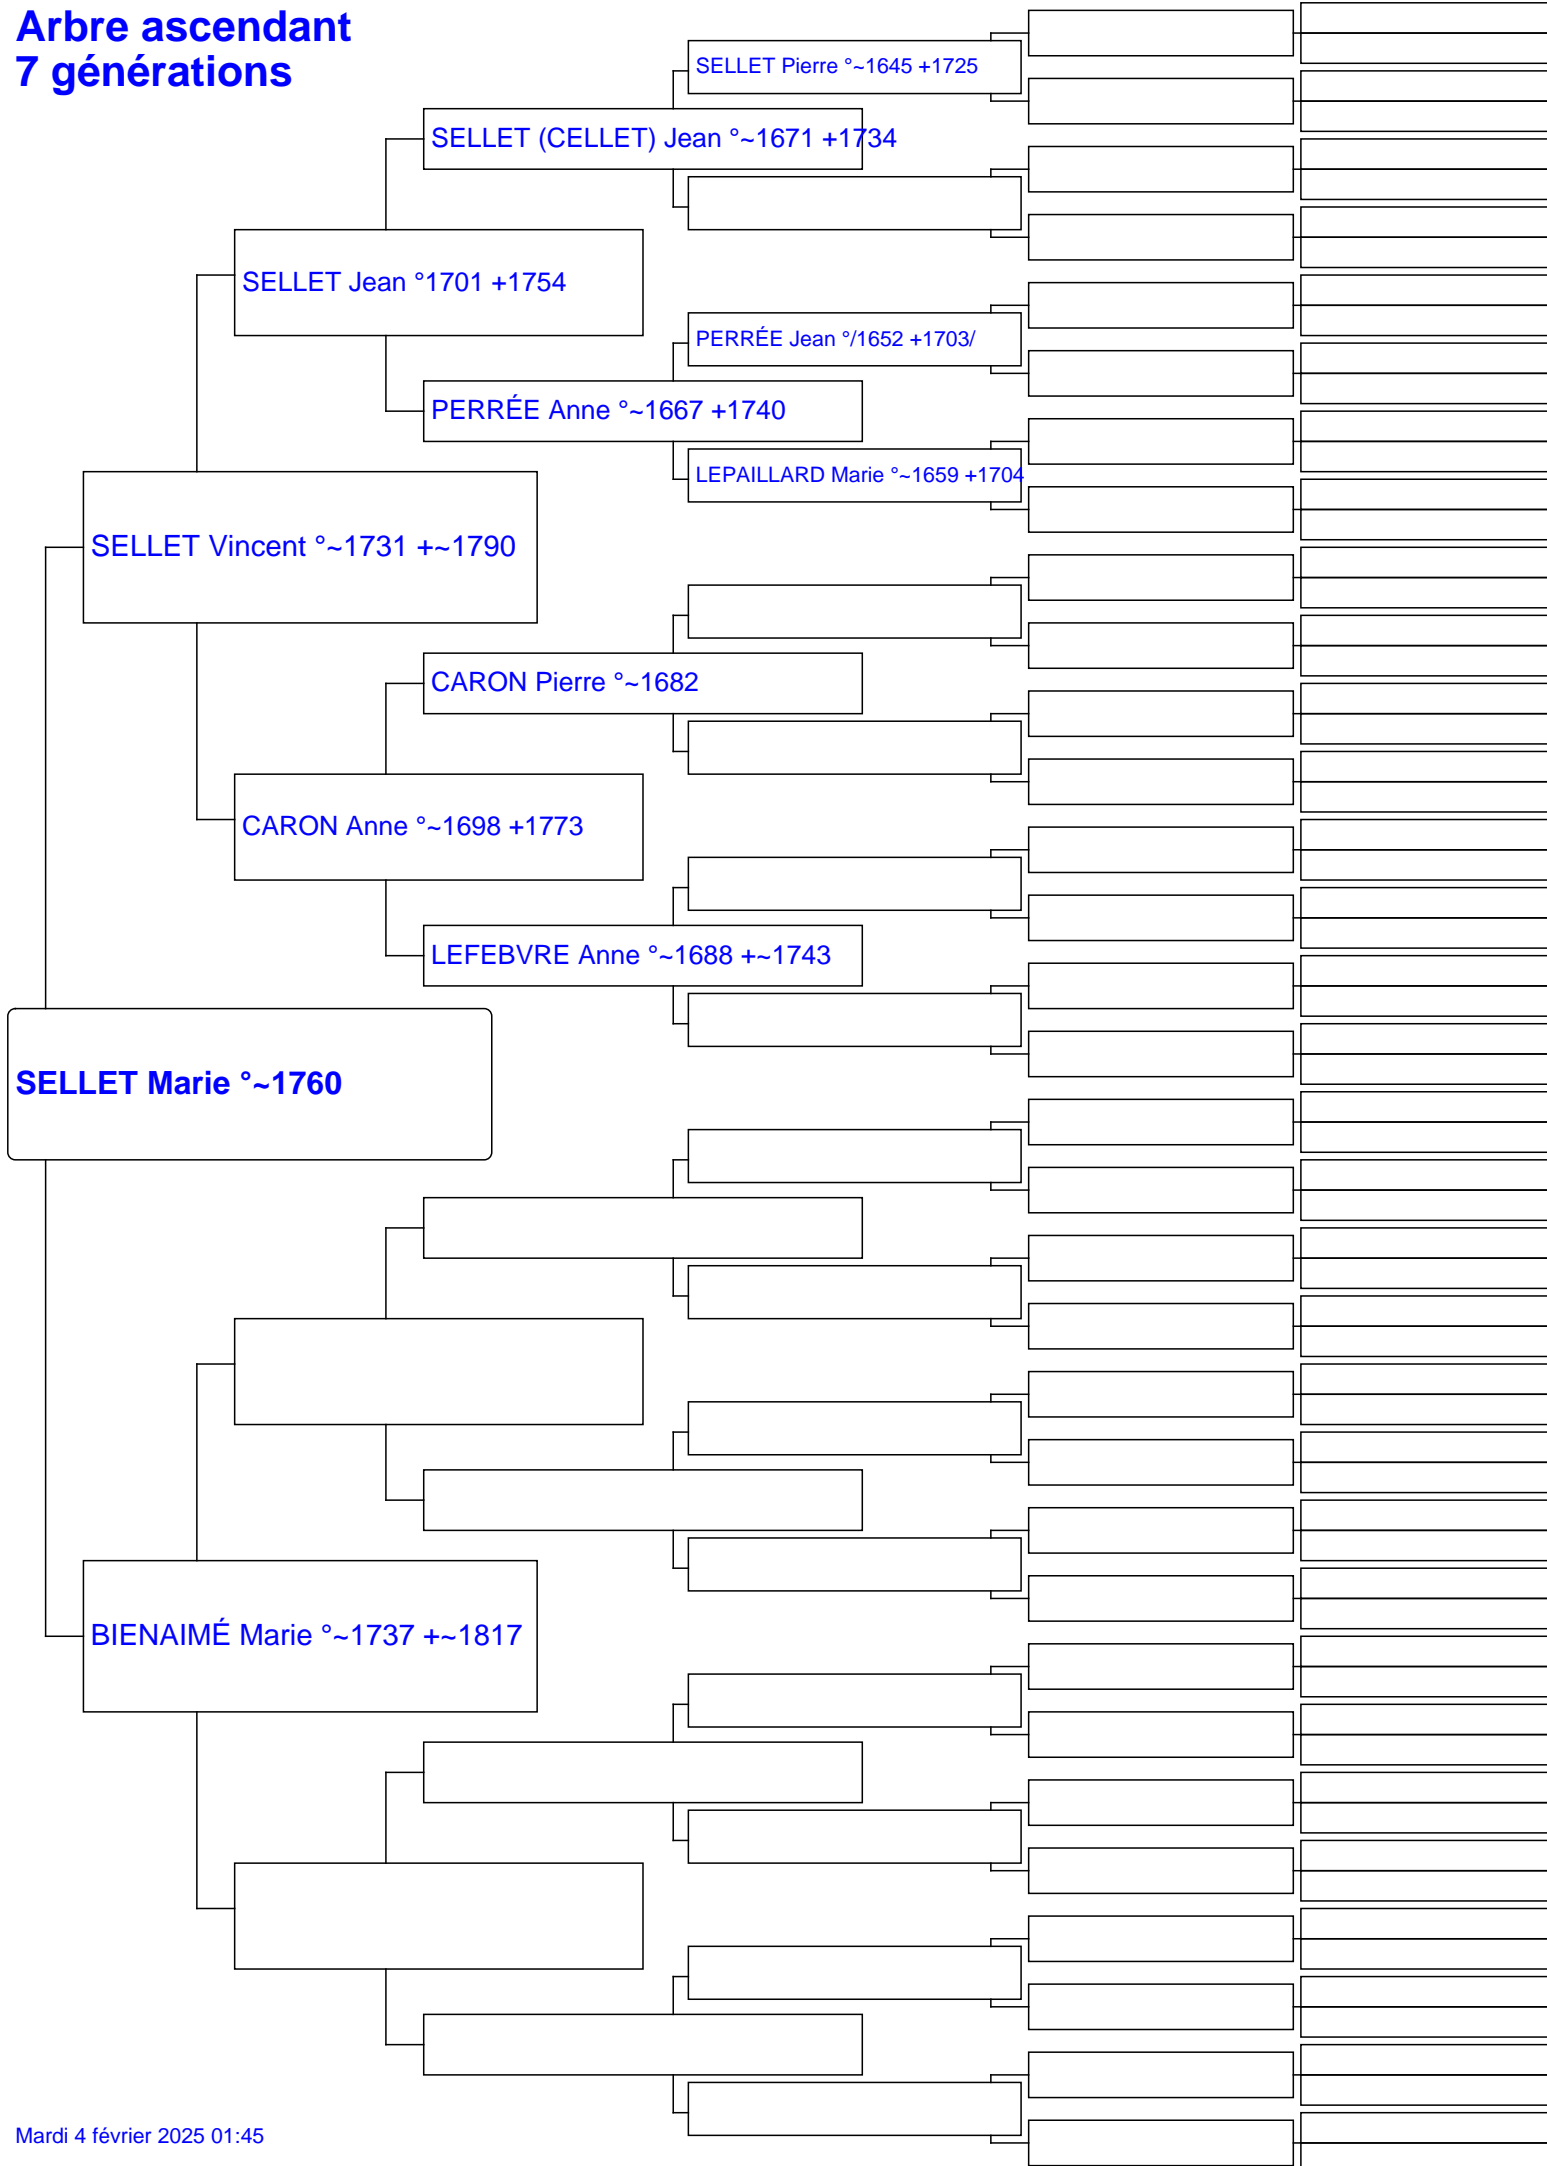 Arbre ascendant
7 générations
SELLET Pierre °~1645 +1725
SELLET (CELLET) Jean °~1671 +1734
SELLET Jean °1701 +1754
PERRÉE Jean °/1652 +1703/
PERRÉE Anne °~1667 +1740
LEPAILLARD Marie °~1659 +1704
SELLET Vincent °~1731 +~1790
CARON Pierre °~1682
CARON Anne °~1698 +1773
LEFEBVRE Anne °~1688 +~1743
SELLET Marie °~1760
BIENAIMÉ Marie °~1737 +~1817
Mardi 4 février 2025 01:45